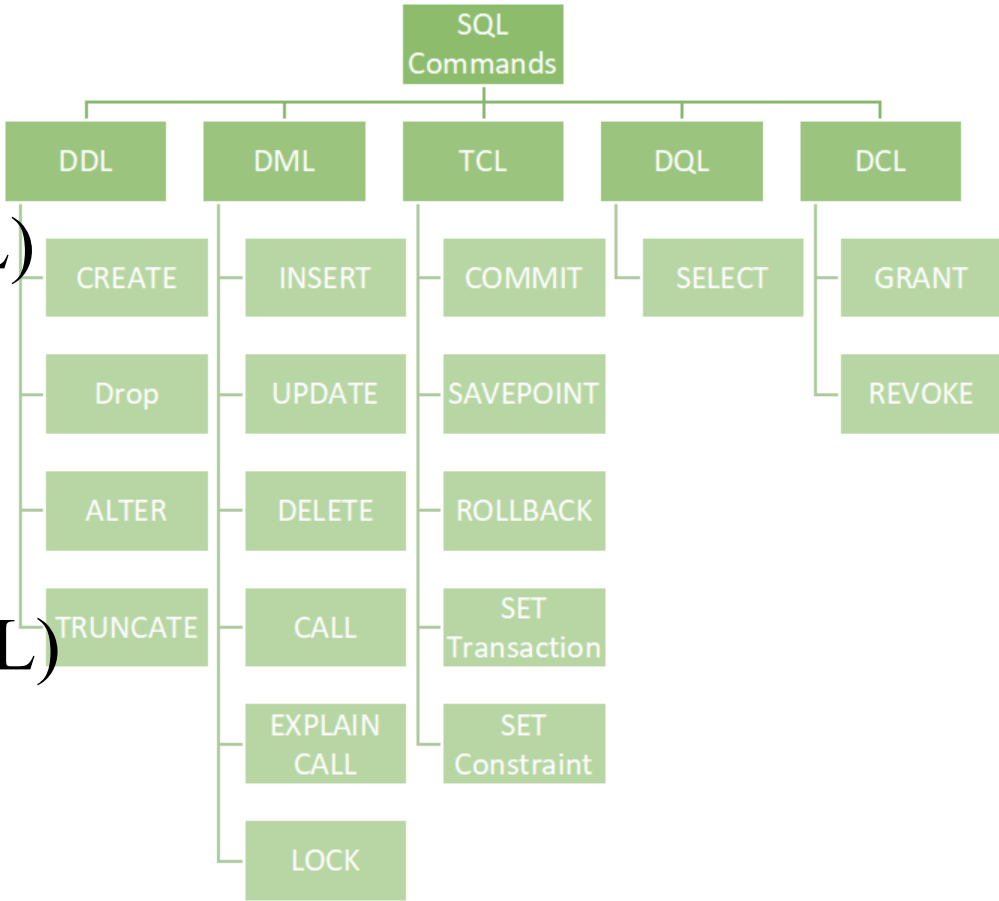 SQL
Commands
DDL
DML
TCL
DQL
DCL
CREATE
Drop
ALTER
TRUNCATE
INSERT
UPDATE
DELETE
CALL
EXPLAIN
CALL
LOCK
COMMIT
SAVEPOINT
ROLLBACK
SET
Transaction
SET
Constraint
SELECT
GRANT
REVOKE
)
L)